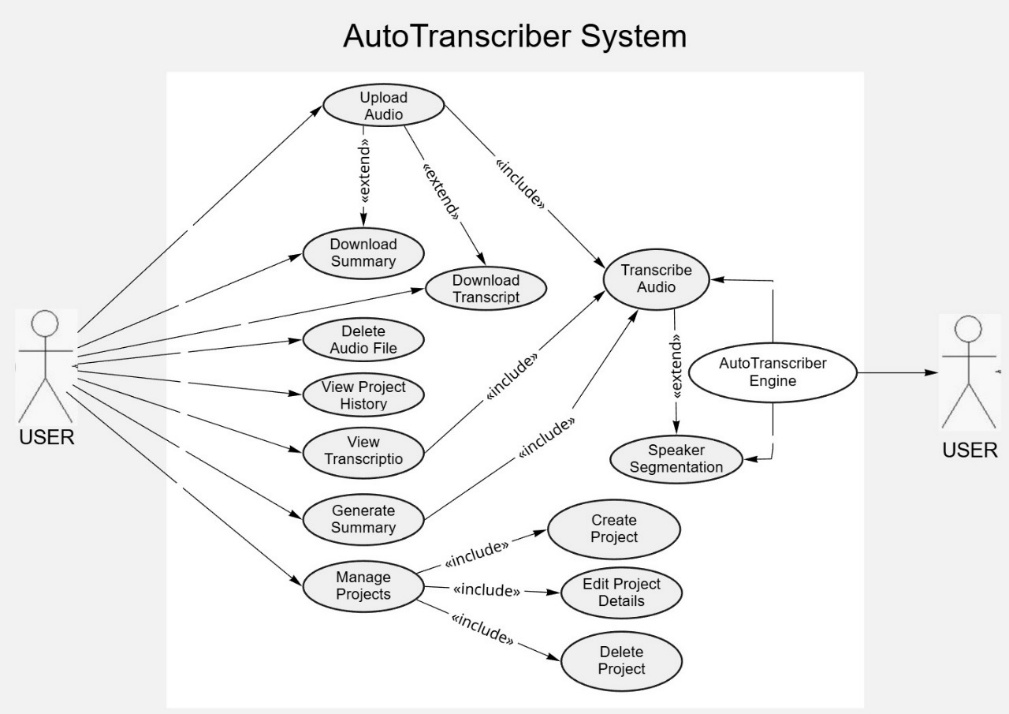 AutoTranscriber System
Upload
Audio
«extend»
«extend»
«include»
Download
Summary
Download
Transcript
Transcribe
Audio
Delete
Audio File
View Project
History
View
Transcriptio
Generate
Summary
Manage
Projects
«include»
«include»
«extend»
AutoTranscriber
Engine
Speaker
Segmentation
«include»
«include»
«include»
Create
Project
Edit Project
Details
Delete
Project
USER
USER